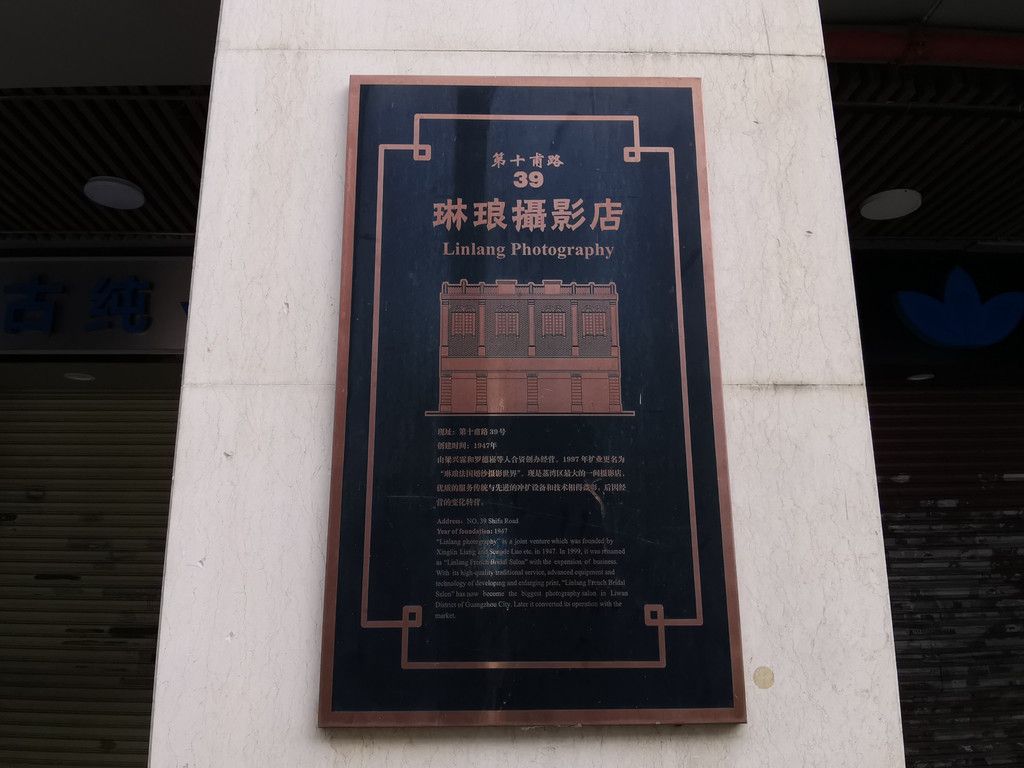 第十甫路
39
琳琅攝影店
Linlang Photography
现址：第十甫路39号
创建时间：1947年
由梁兴霖和罗德崧等人合资创办经营。1997年扩业更名为
“琳琅法国婚纱摄影世界”。现是荔湾区最大的一间摄影店。
优质的服务传统与先进的冲扩设备和技术相得益彰。后因经
营的变化转营。
Address: NO. 39 Shifu Road
Year of foundation: 1947
“Linlang photography” is a joint venture which was founded by
Xinglin Liang and Songde Luo etc. in 1947. In 1999, it was renamed
as “Linlang French Bridal Salon” with the expension of business.
With its high-quality traditional service, advanced equipment and
technology of developing and enlarging print, “Linlang French Bridal
Salon” has now become the biggest photography salon in Liwan
District of Guangzhou City. Later it converted its operation with the
market.
古纯